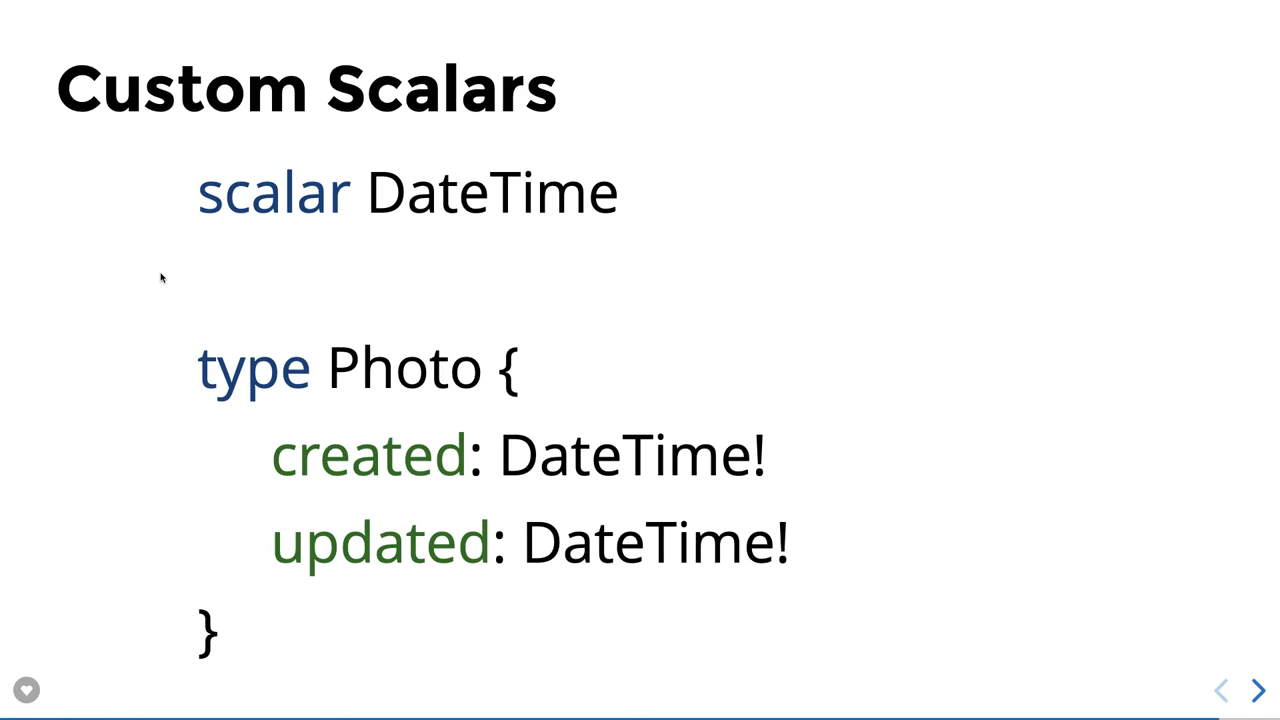 Custom Scalars
scalar DateTime
type Photo {
created: DateTime!
updated: DateTime!
}